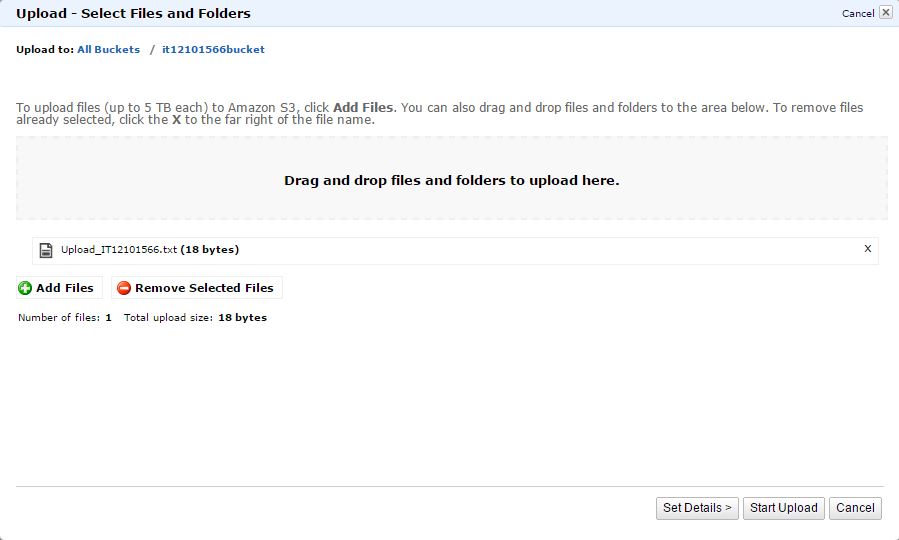 Upload - Select Files and Folders
Cancel
Upload to: All Buckets / it12101566bucket
To upload files (up to 5 TB each) to Amazon S3, click Add Files. You can also drag and drop files and folders to the area below. To remove files
already selected, click the X to the far right of the file name.
Drag and drop files and folders to upload here.
Upload_IT12101566.txt (18 bytes) X
Add Files Remove Selected Files
Number of files: 1 Total upload size: 18 bytes
Set Details > Start Upload Cancel